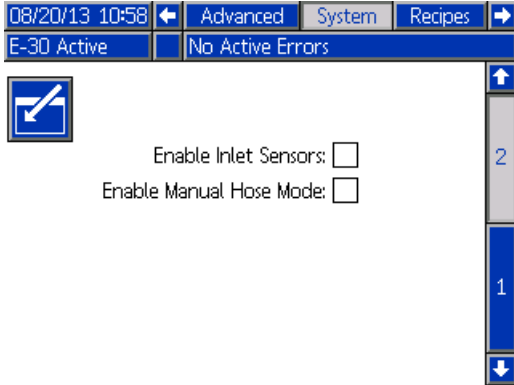 08/20/13 10:58 Advanced System Recipes
E-30 Active No Active Errors
2
Enable Inlet Sensors:
Enable Manual Hose Mode:
1